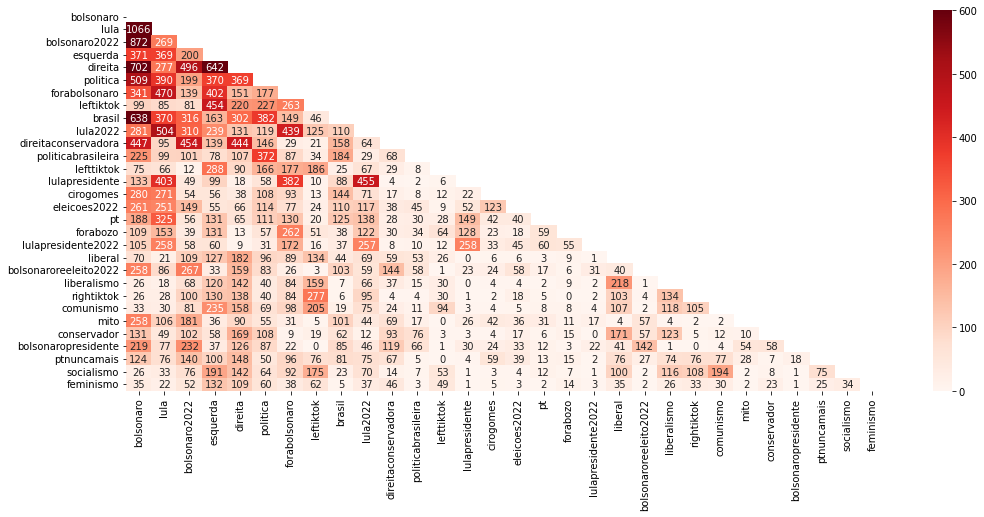 bolsonaro
lula 1066
bolsonaro2022 872 269
esquerda 371 369 200
direita 702 277 496 642
politica 509 390 199 370 369
forabolsonaro 341 470 139 402 151 177
leftiktok 99 85 81 454 220 227 263
brasil 638 370 316 163 302 382 149 46
lula2022 281 504 310 239 131 119 439 125 110
direitaconservadora 447 95 454 139 444 146 29 21 158 64
politicabrasileira 225 99 101 78 107 372 87 34 184 29 68
lefttiktok 75 66 12 288 90 166 177 186 25 67 29 8
lulapresidente 133 403 49 99 18 58 382 10 88 455 4 2 6
cirogomes 280 271 54 56 38 108 93 13 144 71 17 8 12 22
eleicoes2022 261 251 149 55 66 114 77 24 110 117 38 45 9 52 123
pt 188 325 56 131 65 111 130 20 125 138 28 30 28 149 42 40
forabozo 109 153 39 131 13 57 262 51 38 122 30 34 64 128 23 18 59
lulapresidente2022 105 258 58 60 9 31 172 16 37 257 8 10 12 258 33 45 60 55
liberal 70 21 109 127 182 96 89 134 44 69 59 53 26 0 6 6 3 9 1
bolsonaroreeleito2022 258 86 267 33 159 83 26 3 103 59 144 58 1 23 24 58 17 6 31 40
liberalismo 26 18 68 120 142 40 84 159 7 66 37 15 30 0 4 4 2 9 2 218 1
rightiktok 26 28 100 130 138 40 84 277 6 95 4 4 30 1 2 18 5 0 2 103 4 134
comunismo 33 30 81 235 158 69 98 205 19 75 24 11 94 3 4 5 8 8 4 107 2 118 105
mito 258 106 181 36 90 55 31 5 101 44 69 17 0 26 42 36 31 11 17 4 57 4 2 2
conservador 131 49 102 58 169 108 9 19 62 12 93 76 3 4 17 6 15 0 171 57 123 5 12 10
bolsonaropresidente 219 77 232 37 126 87 22 0 85 46 119 66 1 30 24 33 12 3 22 41 142 1 0 4 54 58
ptnuncamais 124 76 140 100 148 50 96 76 81 75 67 5 0 4 59 39 13 15 2 76 27 74 76 77 28 7 18
socialismo 26 33 76 191 142 64 92 175 23 70 14 7 53 1 3 4 12 7 1 100 2 116 108 194 2 8 1 75
feminismo 35 22 52 132 109 60 38 62 5 37 46 3 49 1 5 3 2 14 3 35 2 26 33 30 2 23 1 25 34
bolsonaro
lula
bolsonaro2022
esquerda
direita
politica
forabolsonaro
leftiktok
brasil
lula2022
direitaconservadora
politicabrasileira
lefttiktok
lulapresidente
cirogomes
eleicoes2022
pt
forabozo
lulapresidente2022
liberal
bolsonaroreeleito2022
liberalismo
rightiktok
comunismo
mito
conservador
bolsonaropresidente
ptnuncamais
socialismo
feminismo
600
500
400
300
200
100
0